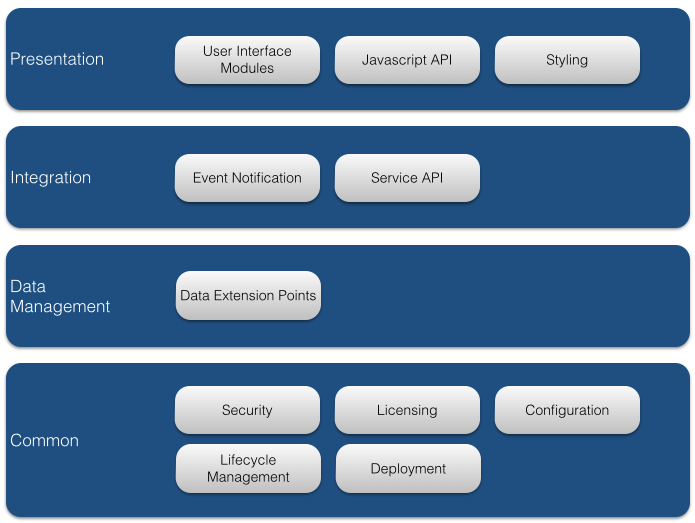 Presentation
User Interface
Modules
Javascript API
Styling
Integration
Event Notification
Service API
Data
Management
Data Extension Points
Common
Security
Licensing
Configuration
Lifecycle
Management
Deployment